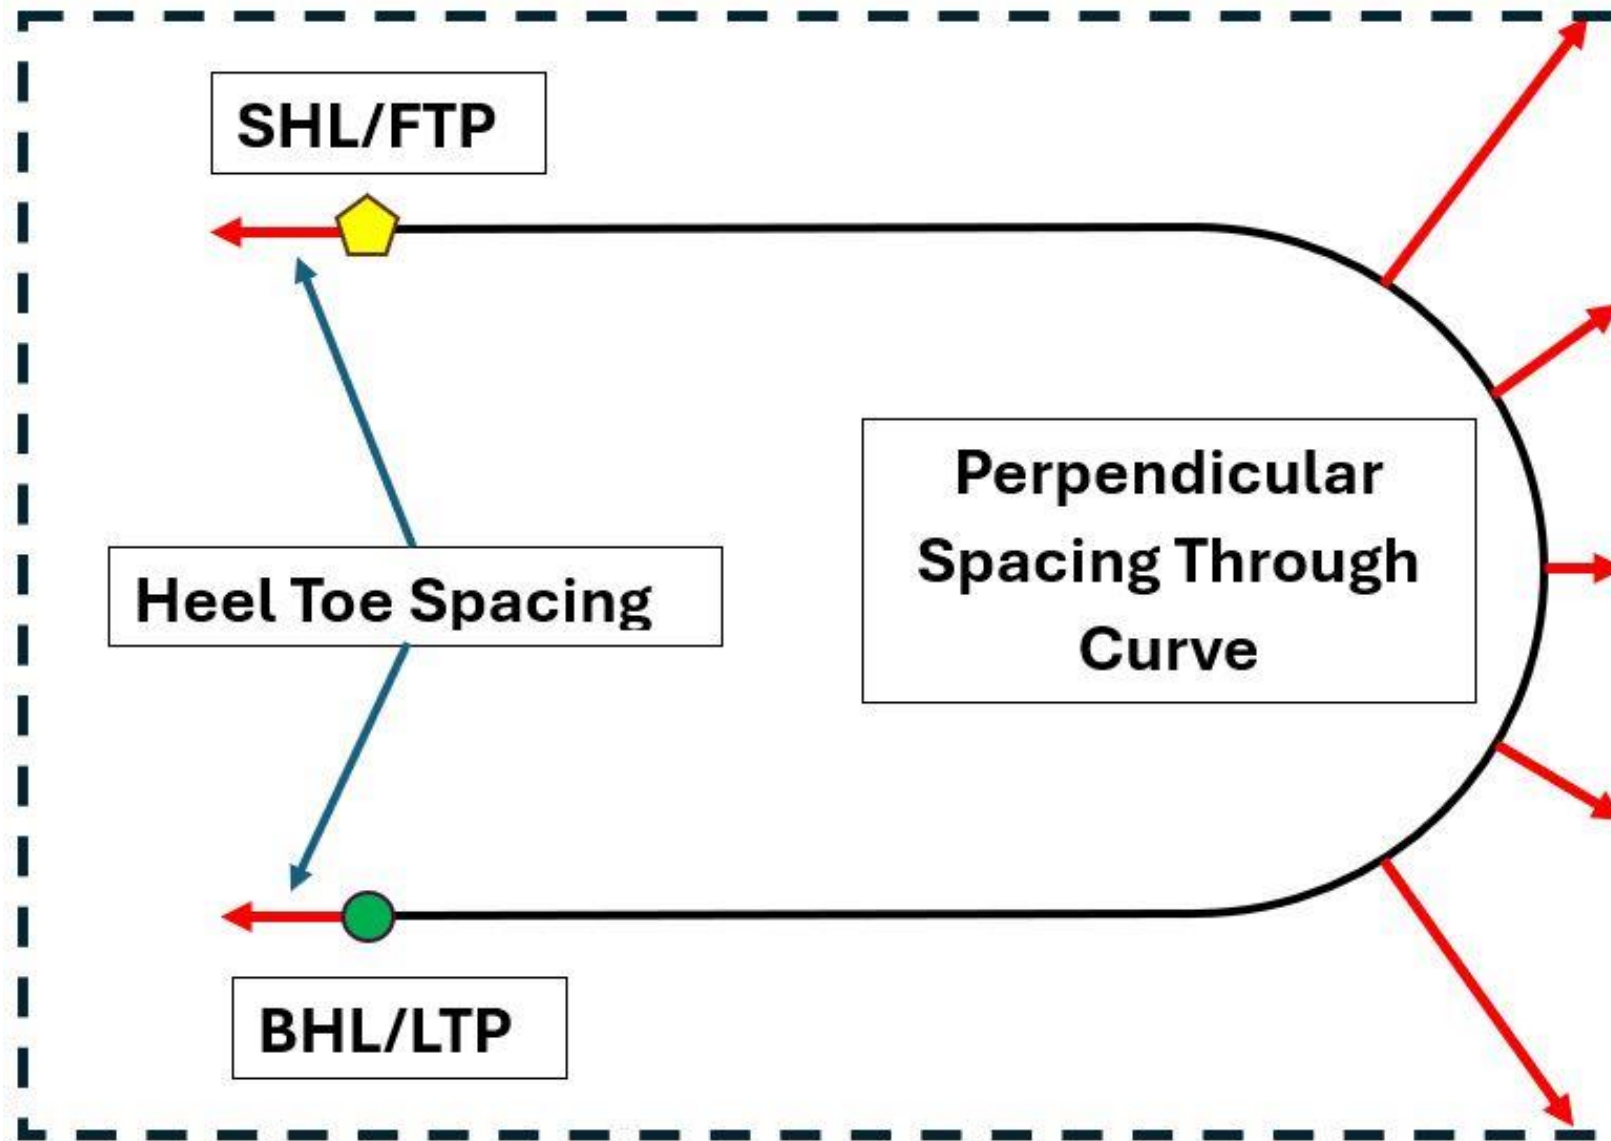 SHL/FTP
Heel Toe Spacing
Perpendicular
Spacing Through
Curve
BHL/LTP